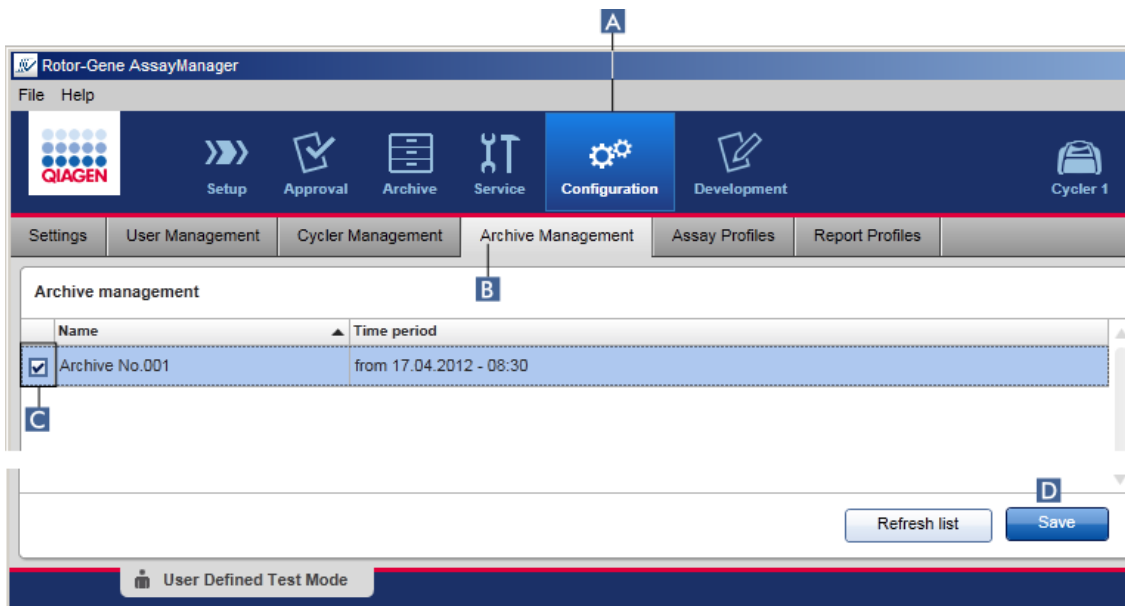 A
Rotor-Gene AssayManager
File Help
QIAGEN
Setup Approval Archive Service Configuration Development Cycler 1
Settings User Management Cycler Management Archive Management Assay Profiles Report Profiles
B
Archive management
Name Time period
Archive No.001 from 17.04.2012 - 08:30
C
D
Refresh list Save
User Defined Test Mode